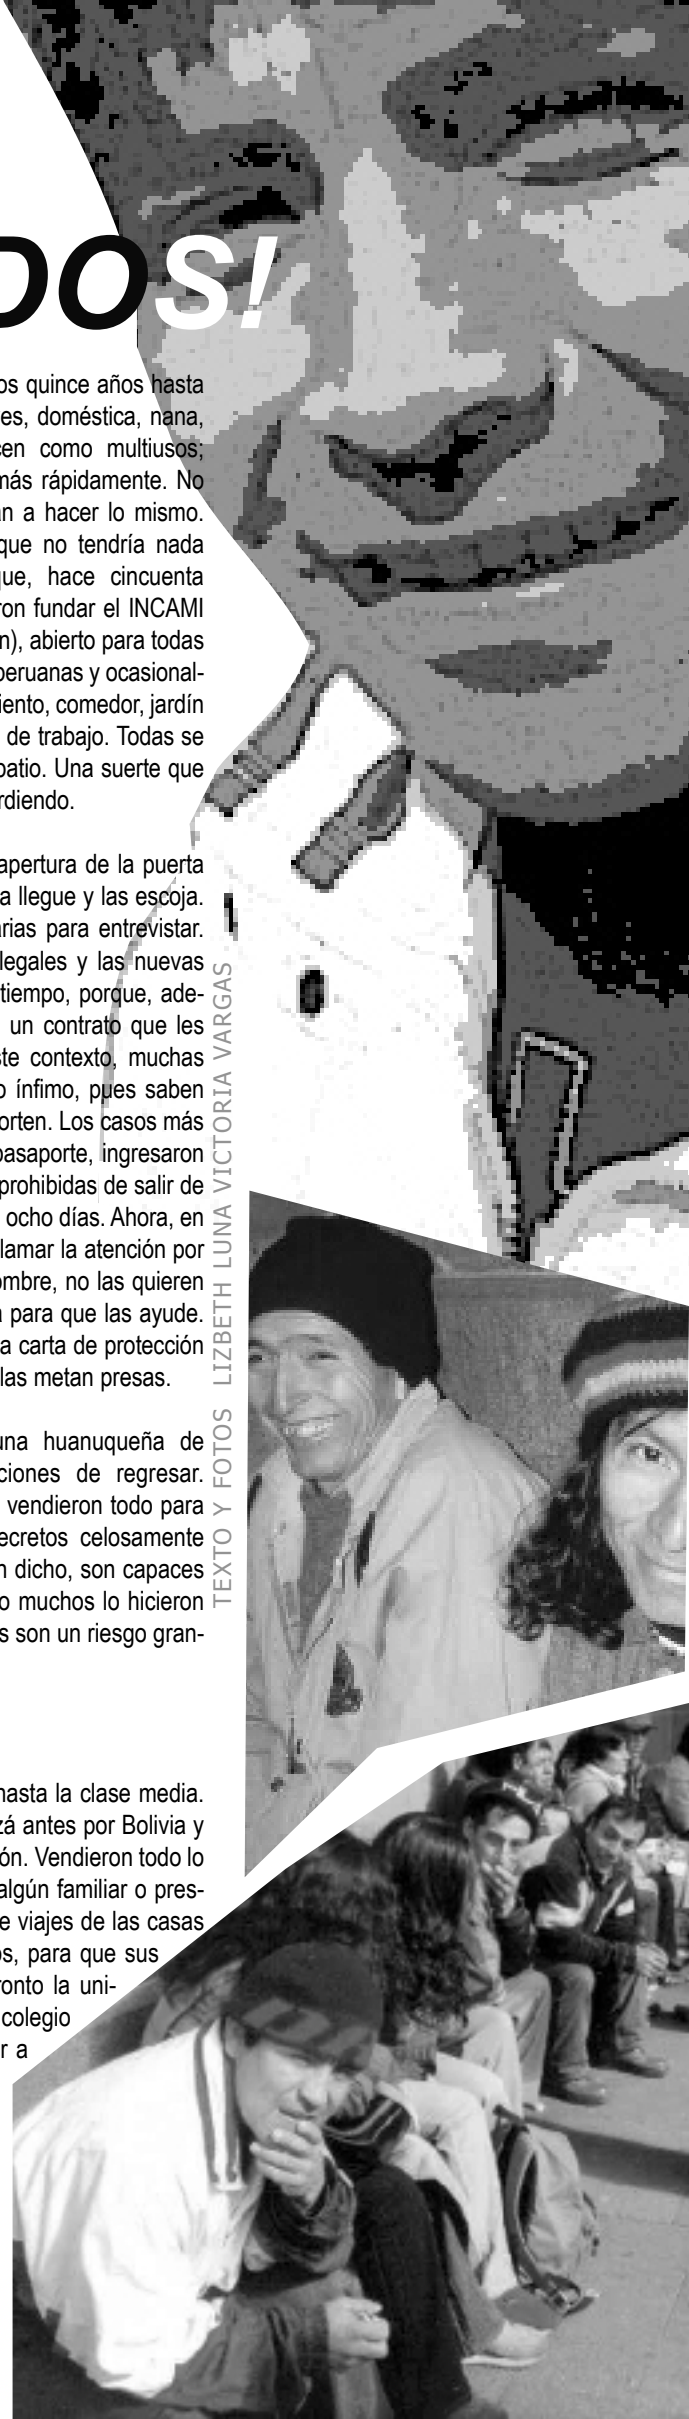 DOS!
os quince años hasta
es, doméstica, nana,
cen como multiusos;
más rápidamente. No
an a hacer lo mismo.
que no tendría nada
que, hace cincuenta
ron fundar el INCAMI
n), abierto para todas
peruanas y ocasional-
iento, comedor, jardín
de trabajo. Todas se
patio. Una suerte que
rdiendo.
apertura de la puerta
a llegue y las escoja.
arias para entrevistar.
legales y las nuevas
tiempo, porque, ade-
un contrato que les
ste contexto, muchas
o ínfimo, pues saben
orten. Los casos más
pasaporte, ingresaron
prohibidas de salir de
ocho días. Ahora, en
lamar la atención por
ombre, no las quieren
a para que las ayude.
a carta de protección
las metan presas.
una huanuqueña de
ciones de regresar.
vendieron todo para
ecretos celosamente
n dicho, son capaces
o muchos lo hicieron
s son un riesgo gran-
hasta la clase media.
zá antes por Bolivia y
ón. Vendieron todo lo
algún familiar o pres-
e viajes de las casas
os, para que sus
ronto la uni-
colegio
r a
TEXTO Y FOTOS LIZBETH LUNA VICTORIA VARGAS